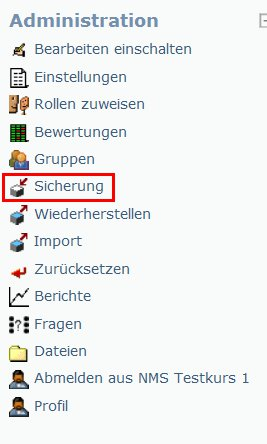 Administration
Bearbeiten einschalten
Einstellungen
Rollen zuweisen
Bewertungen
Gruppen
Sicherung
Wiederherstellen
Import
Zurücksetzen
Berichte
Fragen
Dateien
Abmelden aus NMS Testkurs 1
Profil